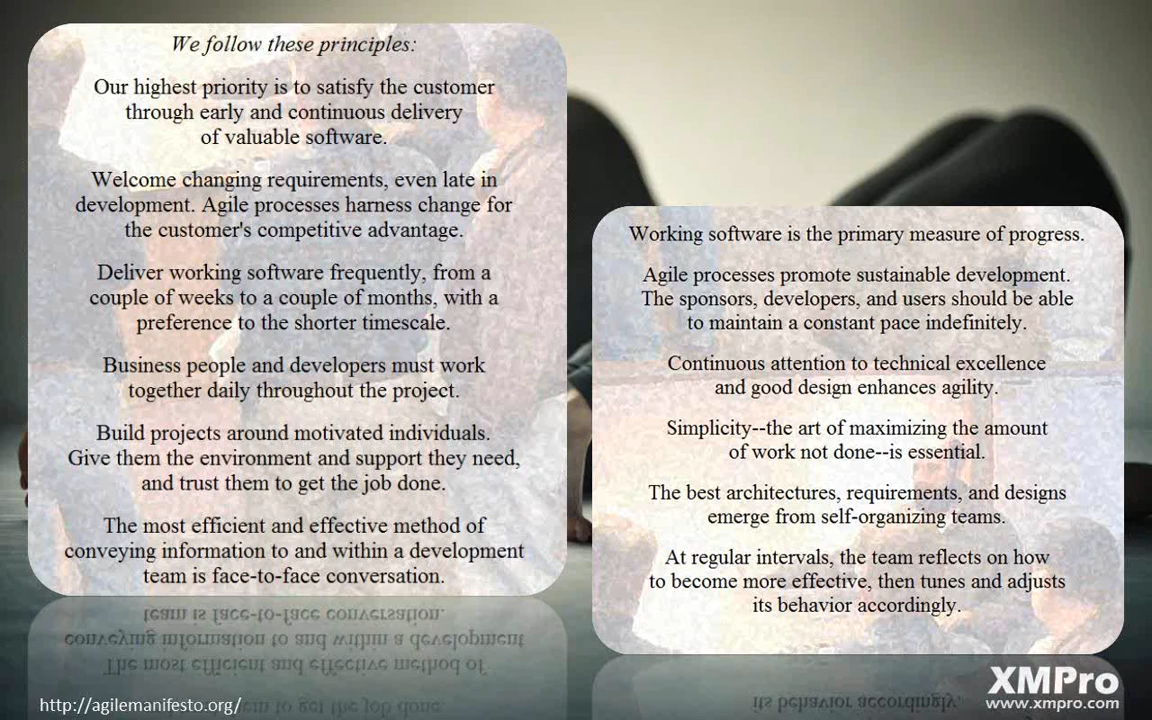 We follow these principles:
Our highest priority is to satisfy the customer
through early and continuous delivery
of valuable software.
Welcome changing requirements, even late in
development. Agile processes harness change for
the customer's competitive advantage.
Deliver working software frequently, from a
couple of weeks to a couple of months, with a
preference to the shorter timescale.
Business people and developers must work
together daily throughout the project.
Build projects around motivated individuals.
Give them the environment and support they need,
and trust them to get the job done.
The most efficient and effective method of
conveying information to and within a development
team is face-to-face conversation.
Working software is the primary measure of progress.
Agile processes promote sustainable development.
The sponsors, developers, and users should be able
to maintain a constant pace indefinitely.
Continuous attention to technical excellence
and good design enhances agility.
Simplicity--the art of maximizing the amount
of work not done--is essential.
The best architectures, requirements, and designs
emerge from self-organizing teams.
At regular intervals, the team reflects on how
to become more effective, then tunes and adjusts
its behavior accordingly.
http://agilemanifesto.org/
XMPro
www.xmpro.com